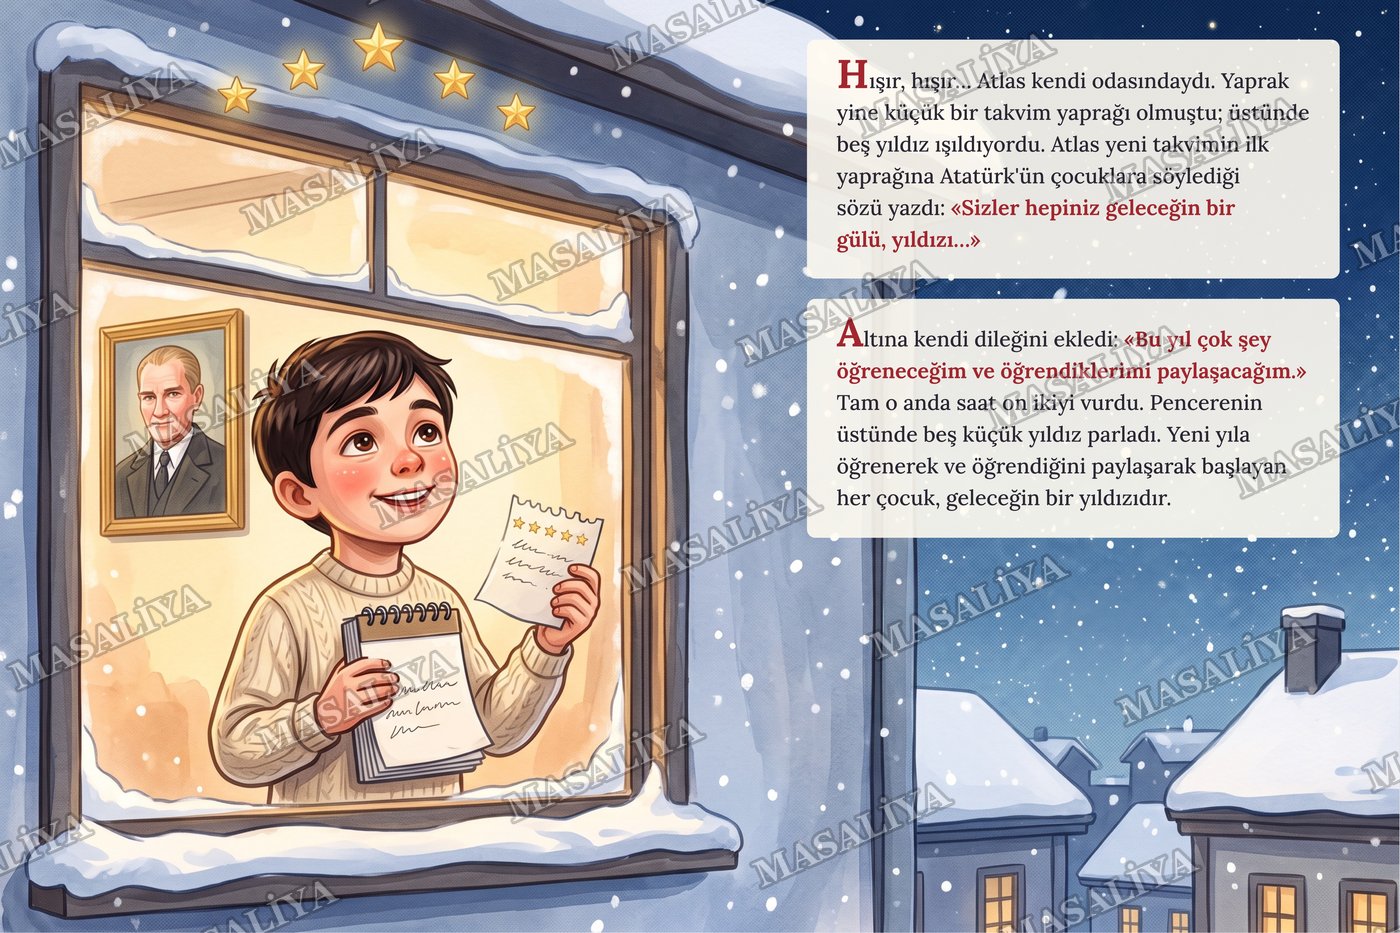 Hışır, hışır... Atlas kendi odasındaydı. Yaprak
yine küçük bir takvim yaprağı olmuştu; üstünde
beş yıldız ışıldıyordu. Atlas yeni takvimin ilk
yaprağına Atatürk'ün çocuklara söylediği
sözü yazdı: «Sizler hepiniz geleceğin bir
gülü, yıldızı...»
Altına kendi dileğini ekledi: «Bu yıl çok şey
öğreneceğim ve öğrendiklerimi paylaşacağım.»
Tam o anda saat on ikiyi vurdu. Pencerenin
üstünde beş küçük yıldız parladı. Yeni yıla
öğrenerek ve öğrendiğini paylaşarak başlayan
her çocuk, geleceğin bir yıldızıdır.
MASALİYA